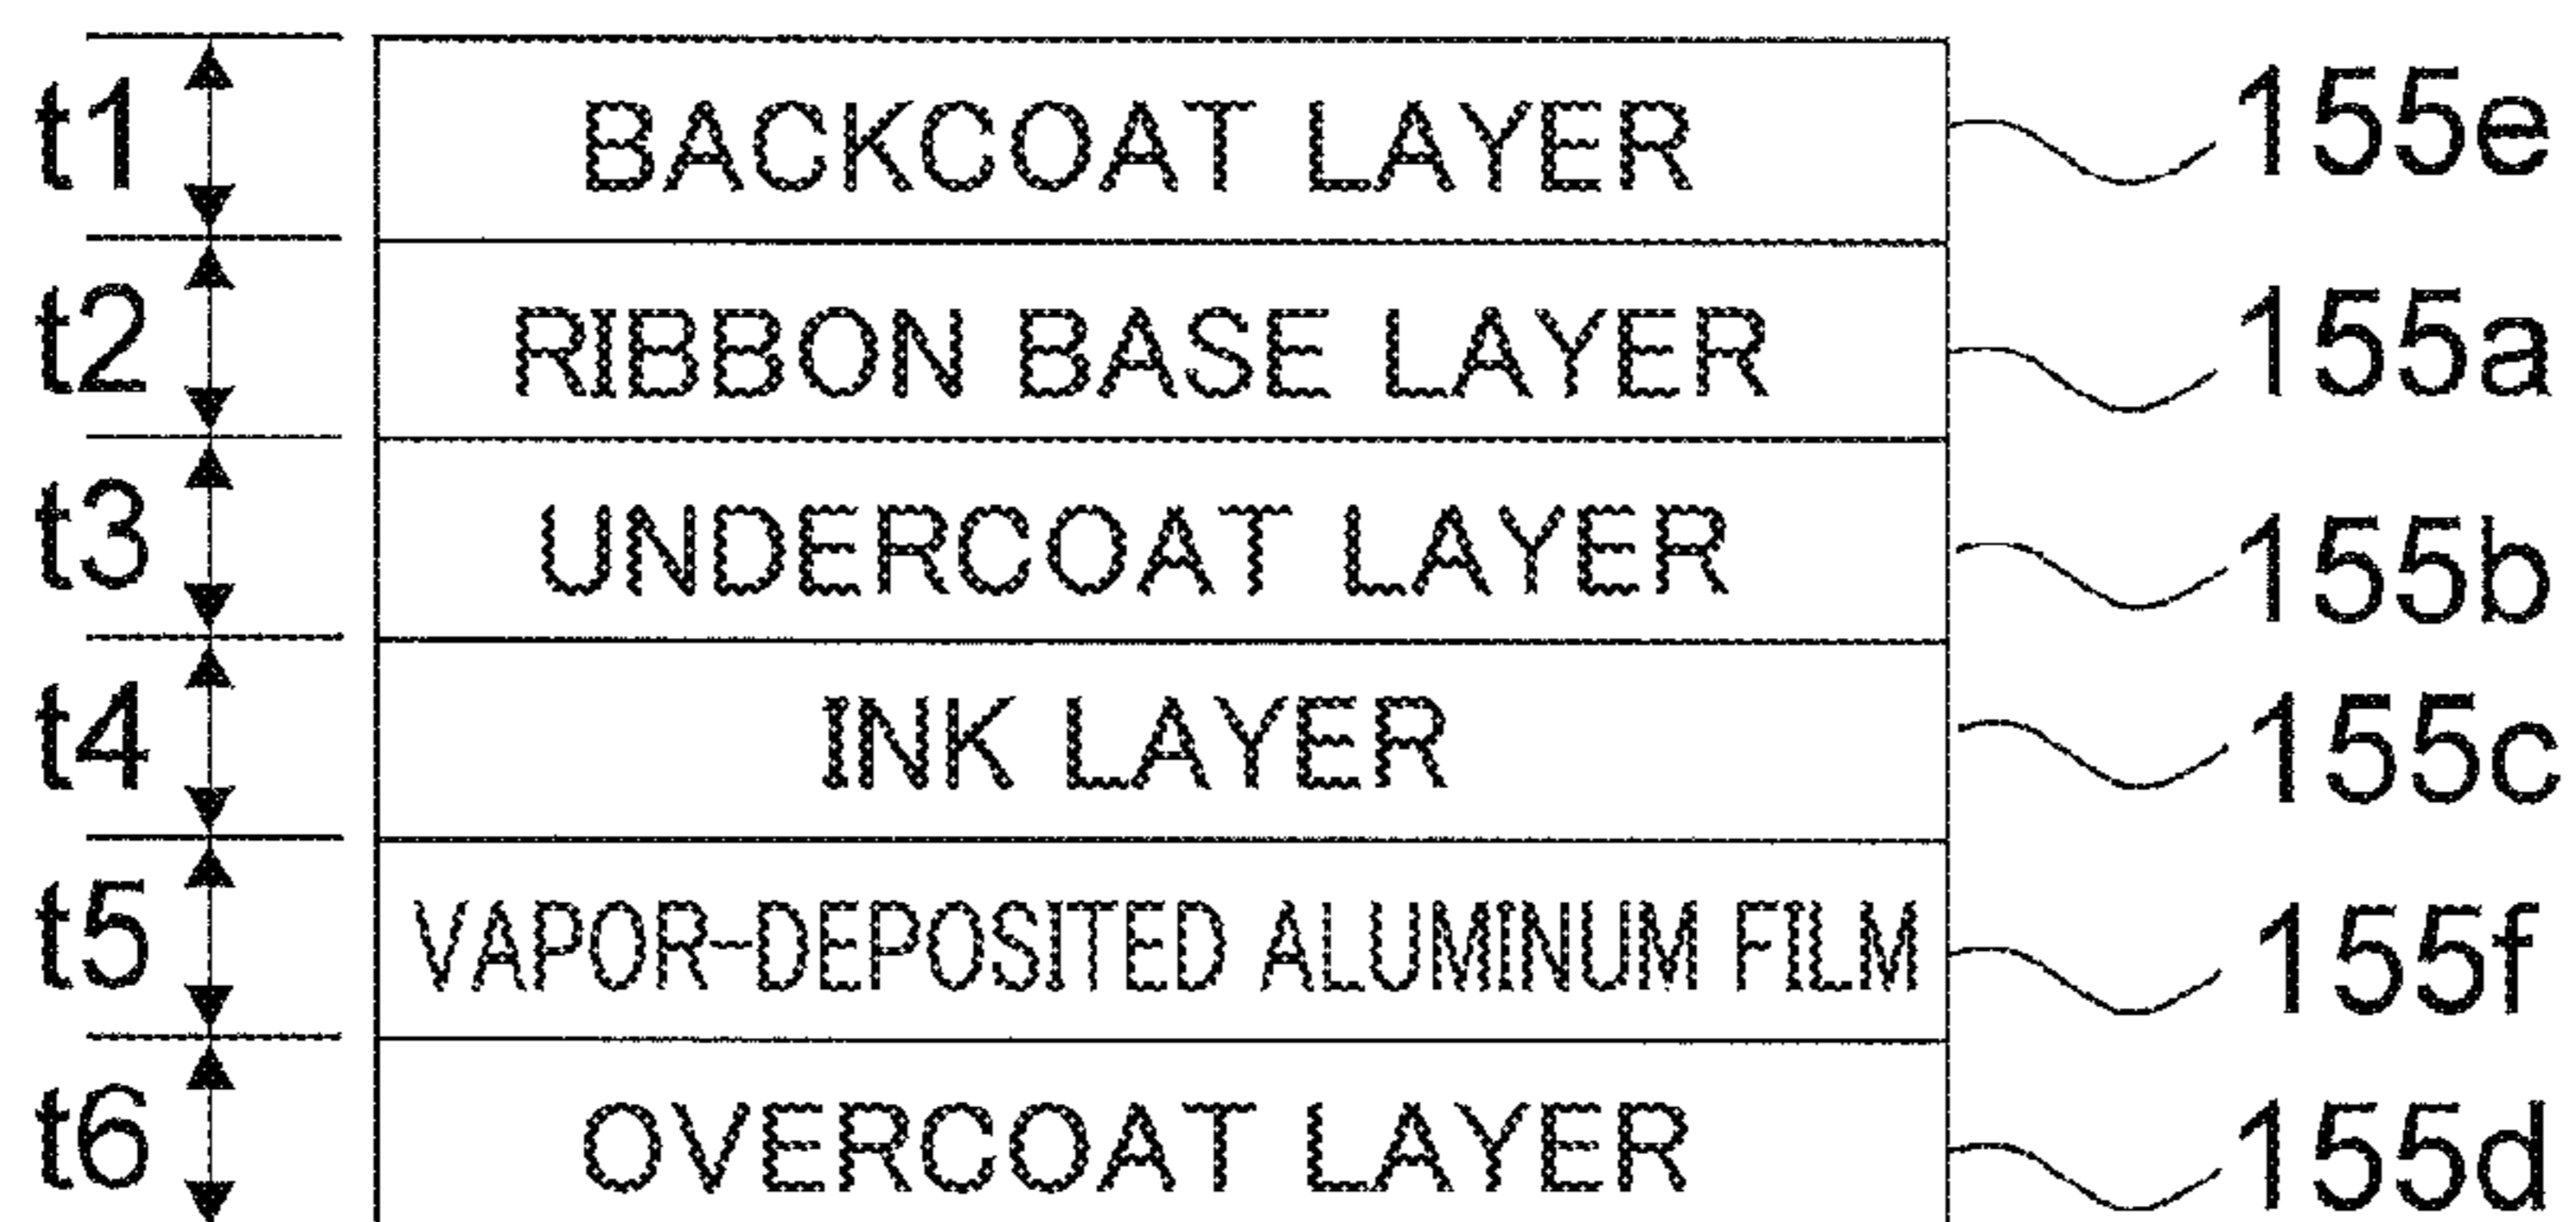 t1 BACKCOAT LAYER 155e
t2 RIBBON BASE LAYER 155a
t3 UNDERCOAT LAYER 155b
t4 INK LAYER 155c
t5 VAPOR-DEPOSITED ALUMINUM FILM 155f
t6 OVERCOAT LAYER 155d